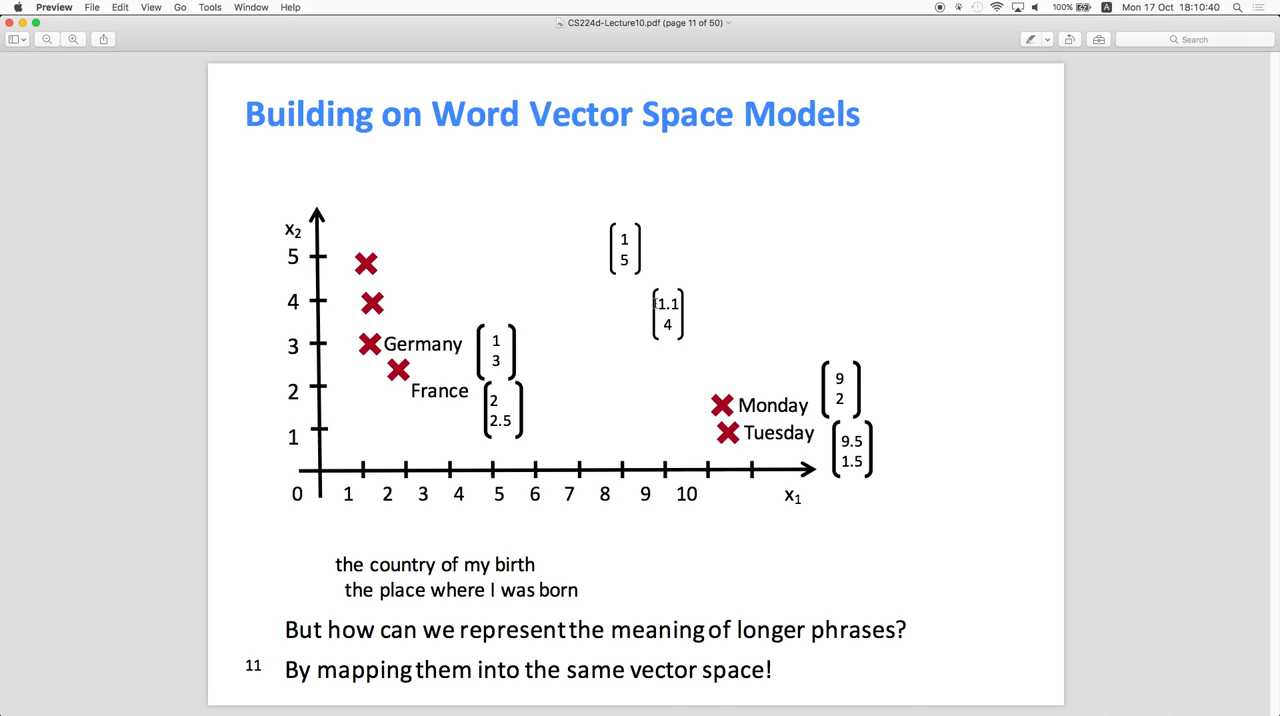 Preview File Edit View Go Tools Window Help 100% A Mon 17 Oct 18:10:40
CS224d-Lecture10.pdf (page 11 of 50)
Search
Building on Word Vector Space Models
x2
5
4
3
2
1
0 1 2 3 4 5 6 7 8 9 10 x1
1
5
1.1
4
Germany
1
3
France
2
2.5
Monday
9
2
Tuesday
9.5
1.5
the country of my birth
the place where I was born
But how can we represent the meaning of longer phrases?
11 By mapping them into the same vector space!